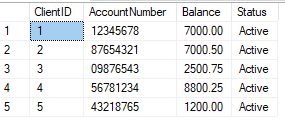 ClientID AccountNumber Balance Status
1 1 12345678 7000.00 Active
2 2 87654321 7000.50 Active
3 3 09876543 2500.75 Active
4 4 56781234 8800.25 Active
5 5 43218765 1200.00 Active